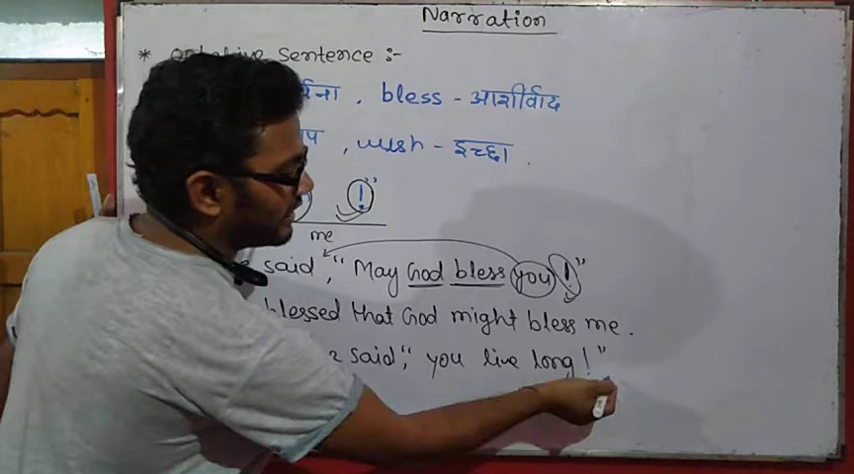 Narration
* optative sentence :-
, bless - आशीर्वाद
, wish - इच्छा .
! ”
me
said, “ May God bless you ! ”
blessed that God might bless me .
said, “ you live long ! ”